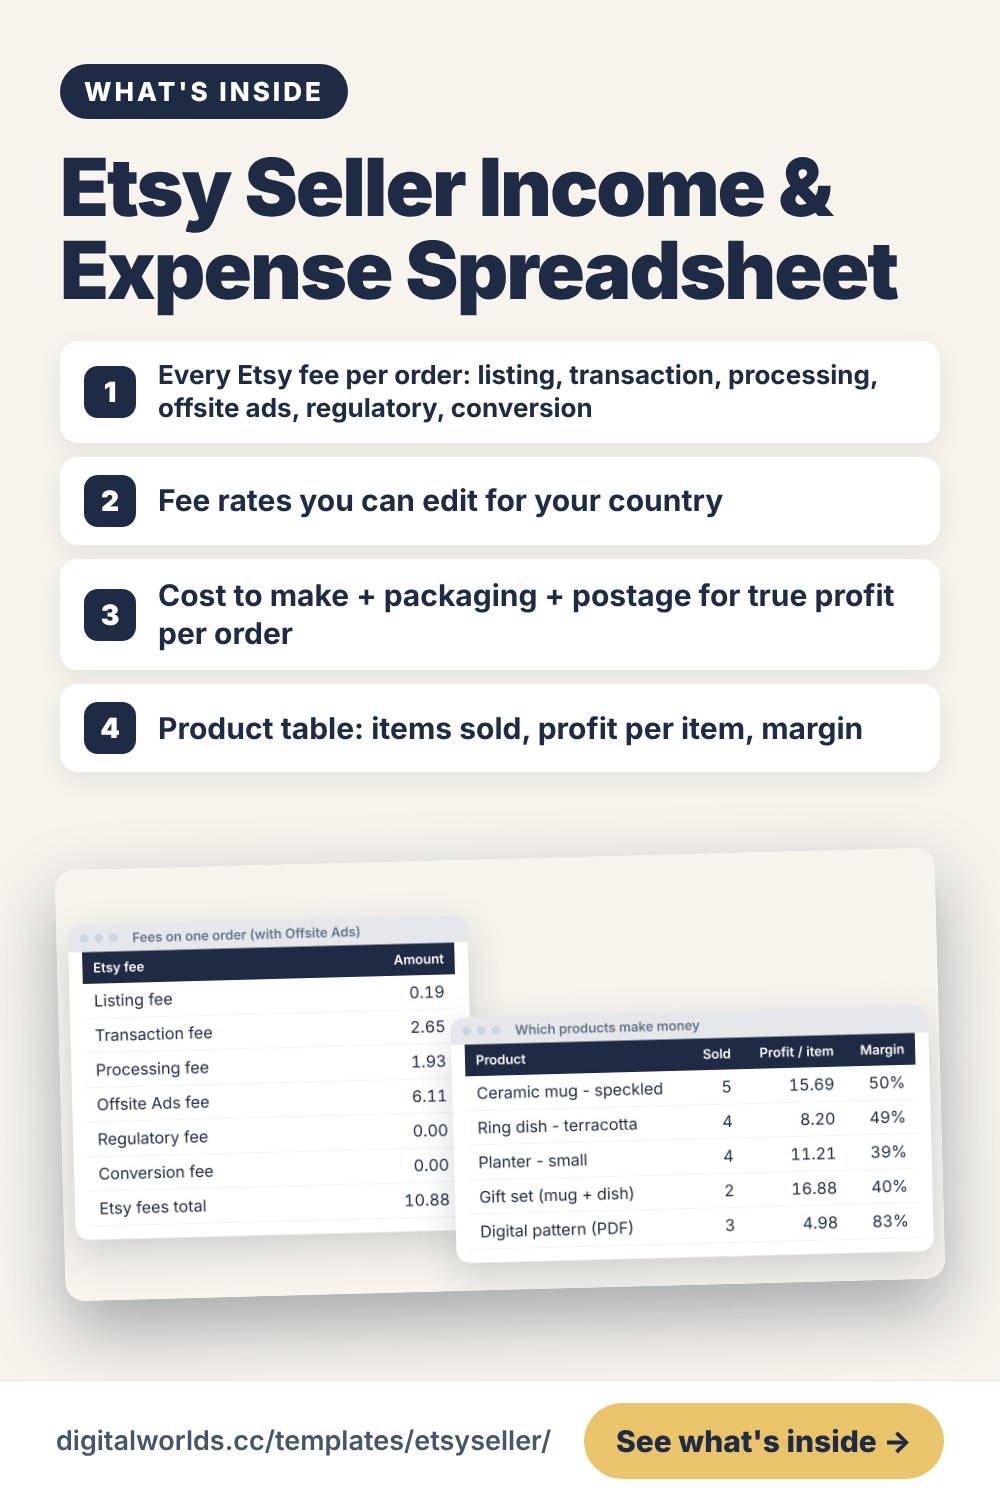 WHAT'S INSIDE
Etsy Seller Income &
Expense Spreadsheet
1
Every Etsy fee per order: listing, transaction, processing,
offsite ads, regulatory, conversion
2
Fee rates you can edit for your country
3
Cost to make + packaging + postage for true profit
per order
4
Product table: items sold, profit per item, margin
Fees on one order (with Offsite Ads)
Etsy fee Amount
Listing fee 0.19
Transaction fee 2.65
Processing fee 1.93
Offsite Ads fee 6.11
Regulatory fee 0.00
Conversion fee 0.00
Etsy fees total 10.88
Which products make money
Product Sold Profit / item Margin
Ceramic mug - speckled 5 15.69 50%
Ring dish - terracotta 4 8.20 49%
Planter - small 4 11.21 39%
Gift set (mug + dish) 2 16.88 40%
Digital pattern (PDF) 3 4.98 83%
digitalworlds.cc/templates/etsyseller/
See what's inside →